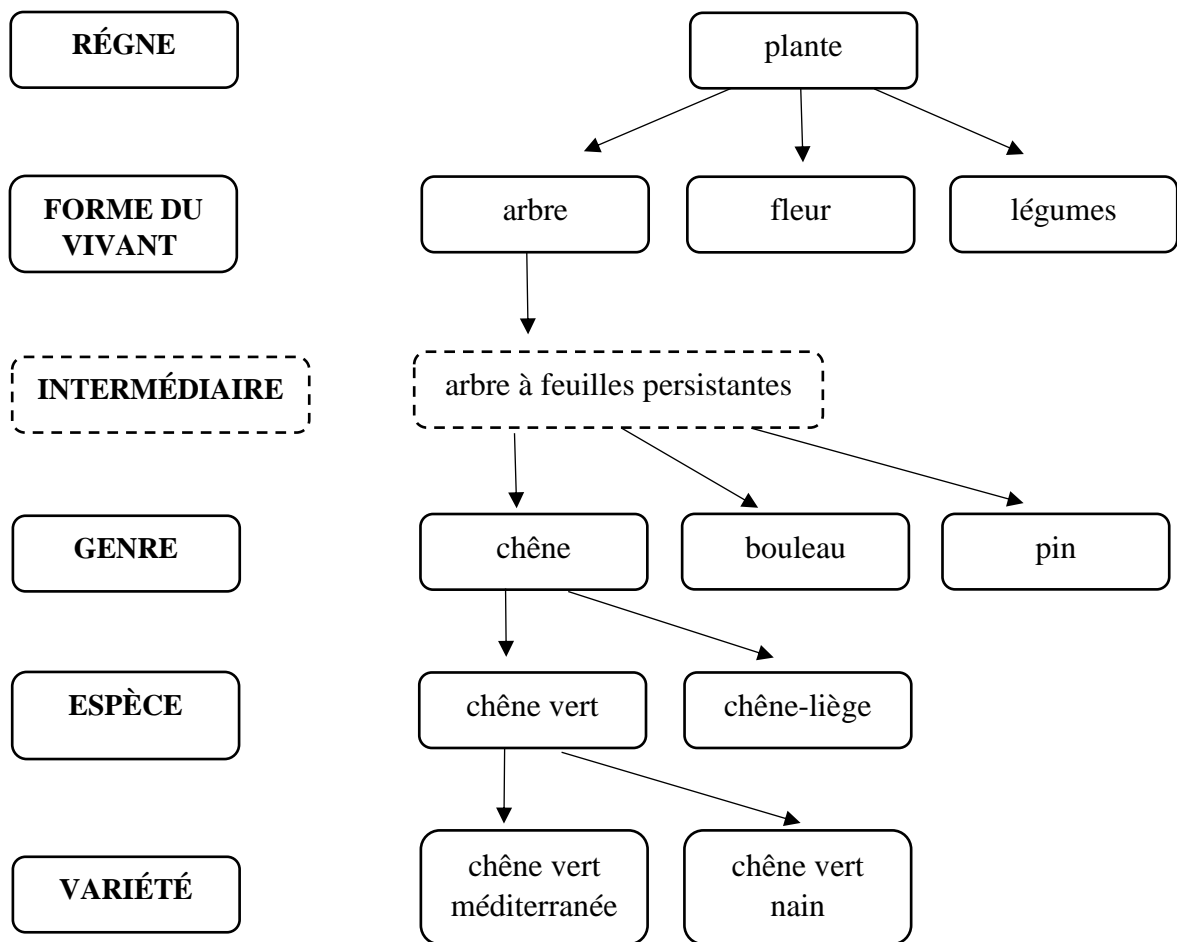 RÉGNE
plante
FORME DU
VIVANT
arbre
fleur
légumes
INTERMÉDIAIRE
arbre à feuilles persistantes
GENRE
chêne
bouleau
pin
ESPÈCE
chêne vert
chêne-liège
VARIÉTÉ
chêne vert
méditerranée
chêne vert
nain